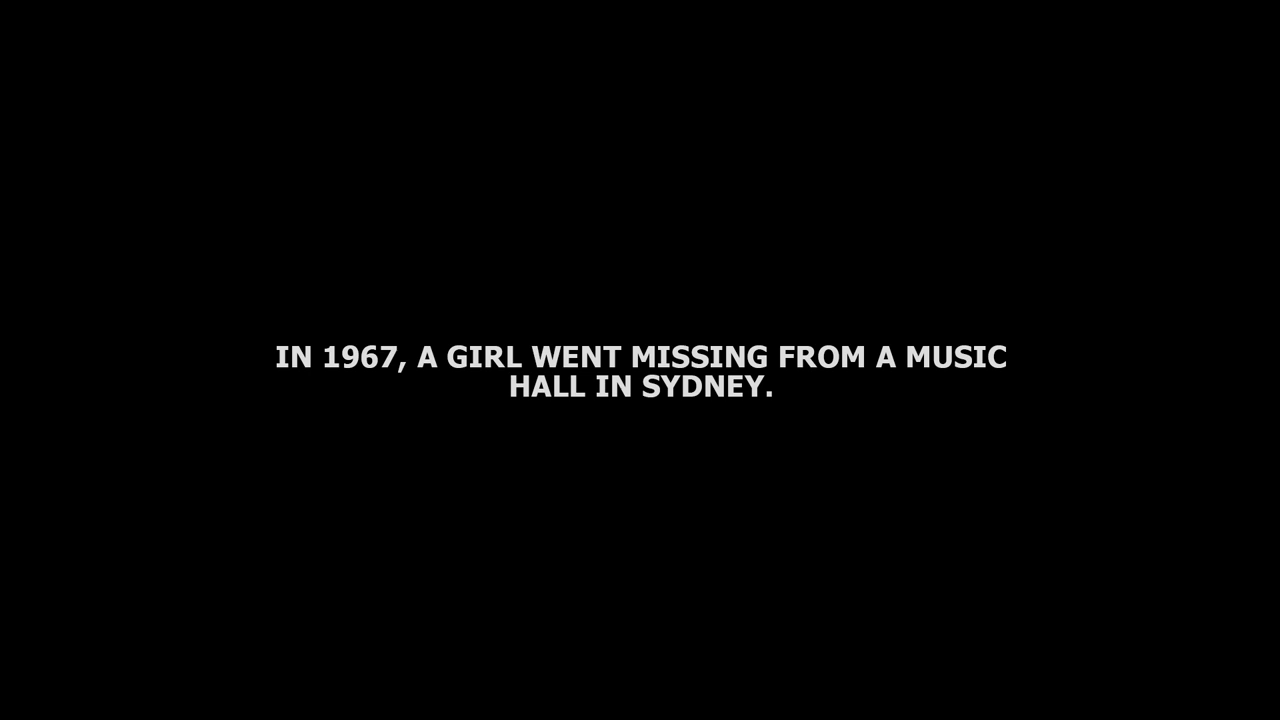 IN 1967, A GIRL WENT MISSING FROM A MUSIC
HALL IN SYDNEY.